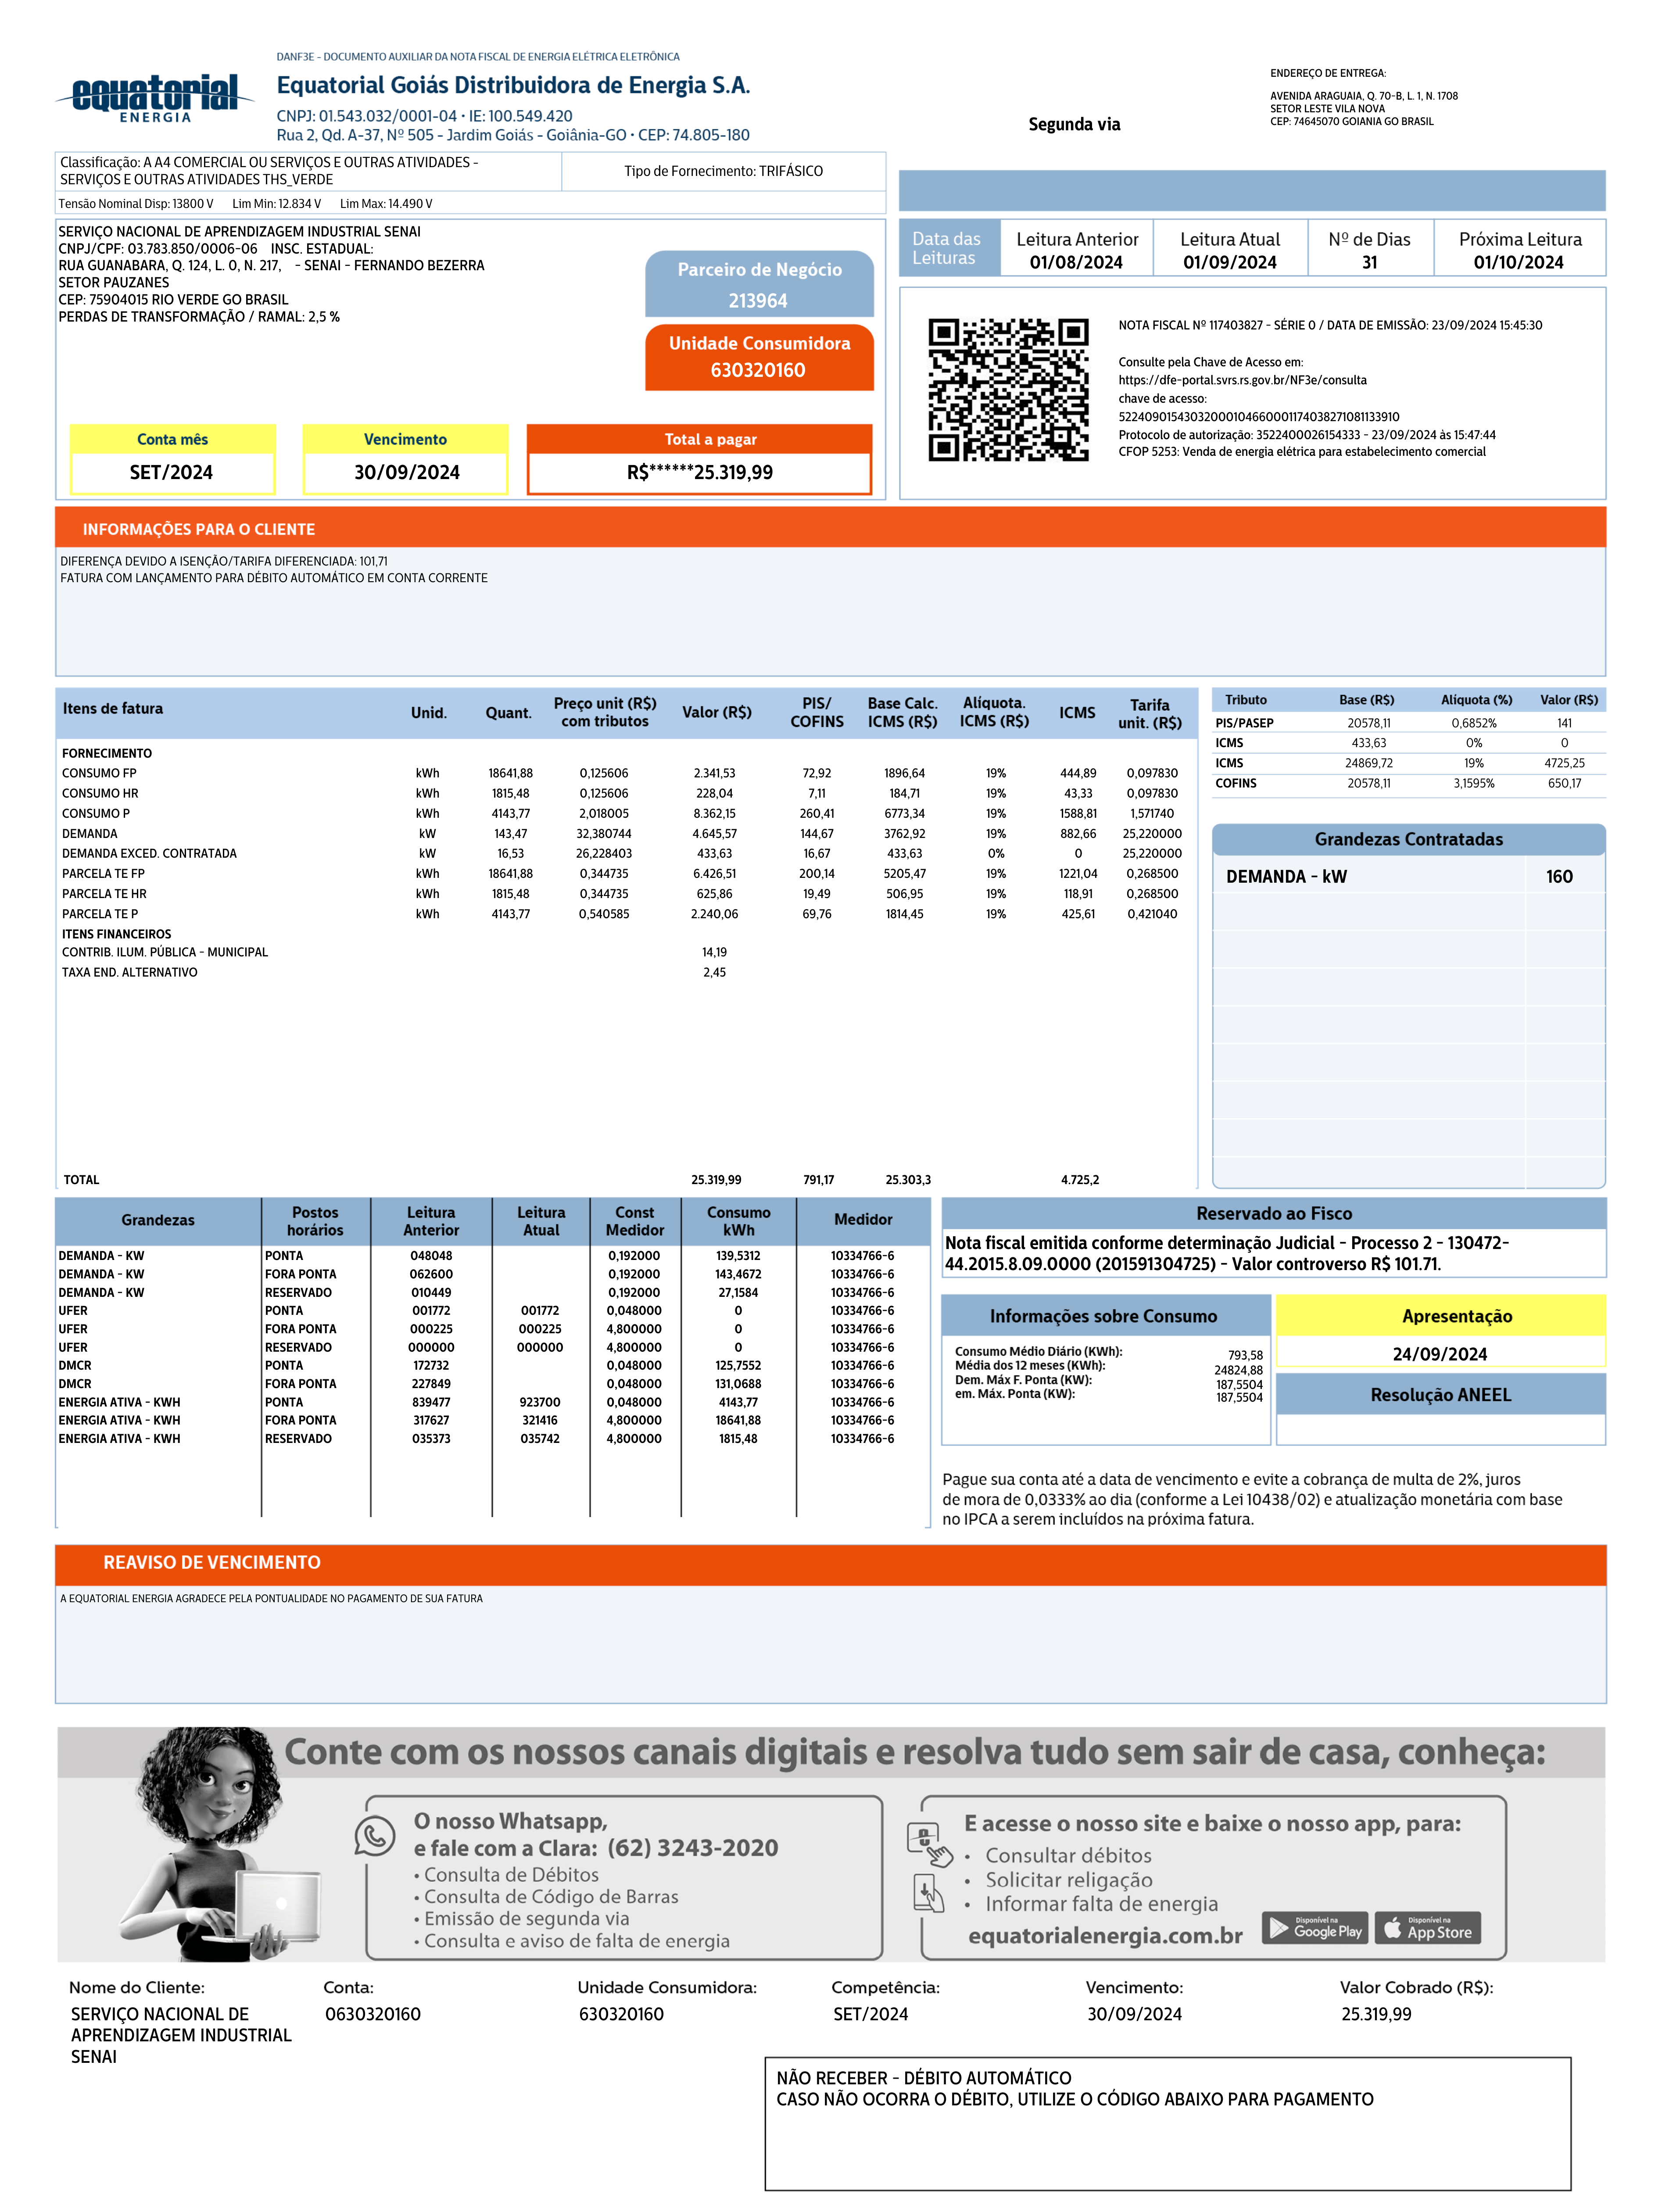 DANF3E - DOCUMENTO AUXILIAR DA NOTA FISCAL DE ENERGIA ELÉTRICA ELETRÔNICA
equatorial
ENERGIA
Equatorial Goiás Distribuidora de Energia S.A.
CNPJ: 01.543.032/0001-04 • IE: 100.549.420
Rua 2, Qd. A-37, Nº 505 - Jardim Goiás - Goiânia-GO • CEP: 74.805-180
Segunda via
ENDEREÇO DE ENTREGA:
AVENIDA ARAGUAIA, Q. 70-B, L. 1, N. 1708
SETOR LESTE VILA NOVA
CEP: 74645070 GOIANIA GO BRASIL
Classificação: A A4 COMERCIAL OU SERVIÇOS E OUTRAS ATIVIDADES -
SERVIÇOS E OUTRAS ATIVIDADES THS_VERDE
Tipo de Fornecimento: TRIFÁSICO
Tensão Nominal Disp: 13800 V Lim Min: 12.834 V Lim Max: 14.490 V
SERVIÇO NACIONAL DE APRENDIZAGEM INDUSTRIAL SENAI
CNPJ/CPF: 03.783.850/0006-06 INSC. ESTADUAL:
RUA GUANABARA, Q. 124, L. 0, N. 217, - SENAI - FERNANDO BEZERRA
SETOR PAUZANES
CEP: 75904015 RIO VERDE GO BRASIL
PERDAS DE TRANSFORMAÇÃO / RAMAL: 2,5 %
Parceiro de Negócio
213964
Unidade Consumidora
630320160
Conta mês
SET/2024
Vencimento
30/09/2024
Total a pagar
R$******25.319,99
Data das
Leituras
Leitura Anterior
01/08/2024
Leitura Atual
01/09/2024
Nº de Dias
31
Próxima Leitura
01/10/2024
NOTA FISCAL Nº 117403827 - SÉRIE 0 / DATA DE EMISSÃO: 23/09/2024 15:45:30
Consulte pela Chave de Acesso em:
https://dfe-portal.svrs.rs.gov.br/NF3e/consulta
chave de acesso:
52240901543032000104660001174038271081133910
Protocolo de autorização: 3522400026154333 - 23/09/2024 às 15:47:44
CFOP 5253: Venda de energia elétrica para estabelecimento comercial
INFORMAÇÕES PARA O CLIENTE
DIFERENÇA DEVIDO A ISENÇÃO/TARIFA DIFERENCIADA: 101,71
FATURA COM LANÇAMENTO PARA DÉBITO AUTOMÁTICO EM CONTA CORRENTE
Itens de fatura Unid. Quant. Preço unit (R$) com tributos Valor (R$) PIS/ COFINS Base Calc. ICMS (R$) Alíquota. ICMS (R$) ICMS Tarifa unit. (R$)
FORNECIMENTO
CONSUMO FP kWh 18641,88 0,125606 2.341,53 72,92 1896,64 19% 444,89 0,097830
CONSUMO HR kWh 1815,48 0,125606 228,04 7,11 184,71 19% 43,33 0,097830
CONSUMO P kWh 4143,77 2,018005 8.362,15 260,41 6773,34 19% 1588,81 1,571740
DEMANDA kW 143,47 32,380744 4.645,57 144,67 3762,92 19% 882,66 25,220000
DEMANDA EXCED. CONTRATADA kW 16,53 26,228403 433,63 16,67 433,63 0% 0 25,220000
PARCELA TE FP kWh 18641,88 0,344735 6.426,51 200,14 5205,47 19% 1221,04 0,268500
PARCELA TE HR kWh 1815,48 0,344735 625,86 19,49 506,95 19% 118,91 0,268500
PARCELA TE P kWh 4143,77 0,540585 2.240,06 69,76 1814,45 19% 425,61 0,421040
ITENS FINANCEIROS
CONTRIB. ILUM. PÚBLICA - MUNICIPAL 14,19
TAXA END. ALTERNATIVO 2,45
TOTAL 25.319,99 791,17 25.303,3 4.725,2
Tributo Base (R$) Alíquota (%) Valor (R$)
PIS/PASEP 20578,11 0,6852% 141
ICMS 433,63 0% 0
ICMS 24869,72 19% 4725,25
COFINS 20578,11 3,1595% 650,17
Grandezas Contratadas
DEMANDA - kW 160
Grandezas Postos horários Leitura Anterior Leitura Atual Const Medidor Consumo kWh Medidor
DEMANDA - KW PONTA 048048 0,192000 139,5312 10334766-6
DEMANDA - KW FORA PONTA 062600 0,192000 143,4672 10334766-6
DEMANDA - KW RESERVADO 010449 0,192000 27,1584 10334766-6
UFER PONTA 001772 001772 0,048000 0 10334766-6
UFER FORA PONTA 000225 000225 4,800000 0 10334766-6
UFER RESERVADO 000000 000000 4,800000 0 10334766-6
DMCR PONTA 172732 0,048000 125,7552 10334766-6
DMCR FORA PONTA 227849 0,048000 131,0688 10334766-6
ENERGIA ATIVA - KWH PONTA 839477 923700 0,048000 4143,77 10334766-6
ENERGIA ATIVA - KWH FORA PONTA 317627 321416 4,800000 18641,88 10334766-6
ENERGIA ATIVA - KWH RESERVADO 035373 035742 4,800000 1815,48 10334766-6
Reservado ao Fisco
Nota fiscal emitida conforme determinação Judicial - Processo 2 - 130472-
44.2015.8.09.0000 (201591304725) - Valor controverso R$ 101.71.
Informações sobre Consumo
Consumo Médio Diário (KWh): 793,58
Média dos 12 meses (KWh): 24824,88
Dem. Máx F. Ponta (KW): 187,5504
em. Máx. Ponta (KW): 187,5504
Apresentação
24/09/2024
Resolução ANEEL
Pague sua conta até a data de vencimento e evite a cobrança de multa de 2%, juros
de mora de 0,0333% ao dia (conforme a Lei 10438/02) e atualização monetária com base
no IPCA a serem incluídos na próxima fatura.
REAVISO DE VENCIMENTO
A EQUATORIAL ENERGIA AGRADECE PELA PONTUALIDADE NO PAGAMENTO DE SUA FATURA
Conte com os nossos canais digitais e resolva tudo sem sair de casa, conheça:
O nosso Whatsapp,
e fale com a Clara: (62) 3243-2020
• Consulta de Débitos
• Consulta de Código de Barras
• Emissão de segunda via
• Consulta e aviso de falta de energia
E acesse o nosso site e baixe o nosso app, para:
• Consultar débitos
• Solicitar religação
• Informar falta de energia
equatorialenergia.com.br
Disponível na
Google Play
Disponível na
App Store
Nome do Cliente: Conta: Unidade Consumidora: Competência: Vencimento: Valor Cobrado (R$):
SERVIÇO NACIONAL DE 0630320160 630320160 SET/2024 30/09/2024 25.319,99
APRENDIZAGEM INDUSTRIAL
SENAI
NÃO RECEBER - DÉBITO AUTOMÁTICO
CASO NÃO OCORRA O DÉBITO, UTILIZE O CÓDIGO ABAIXO PARA PAGAMENTO